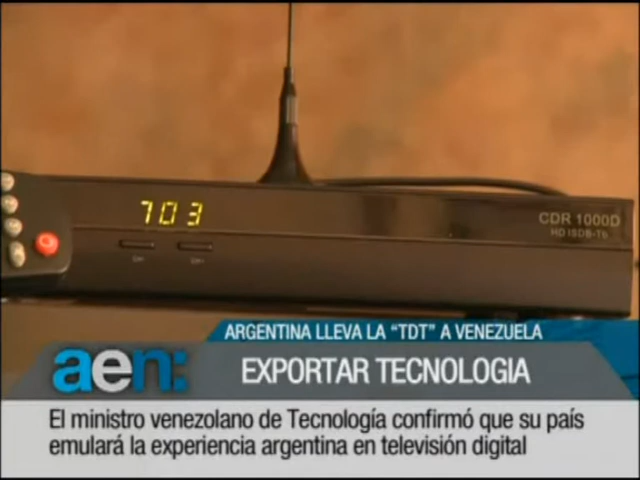 703
CDR 1000D
HD ISDB-Tb
ARGENTINA LLEVA LA “TDT” A VENEZUELA
aen:
EXPORTAR TECNOLOGIA
El ministro venezolano de Tecnología confirmó que su país
emulará la experiencia argentina en televisión digital